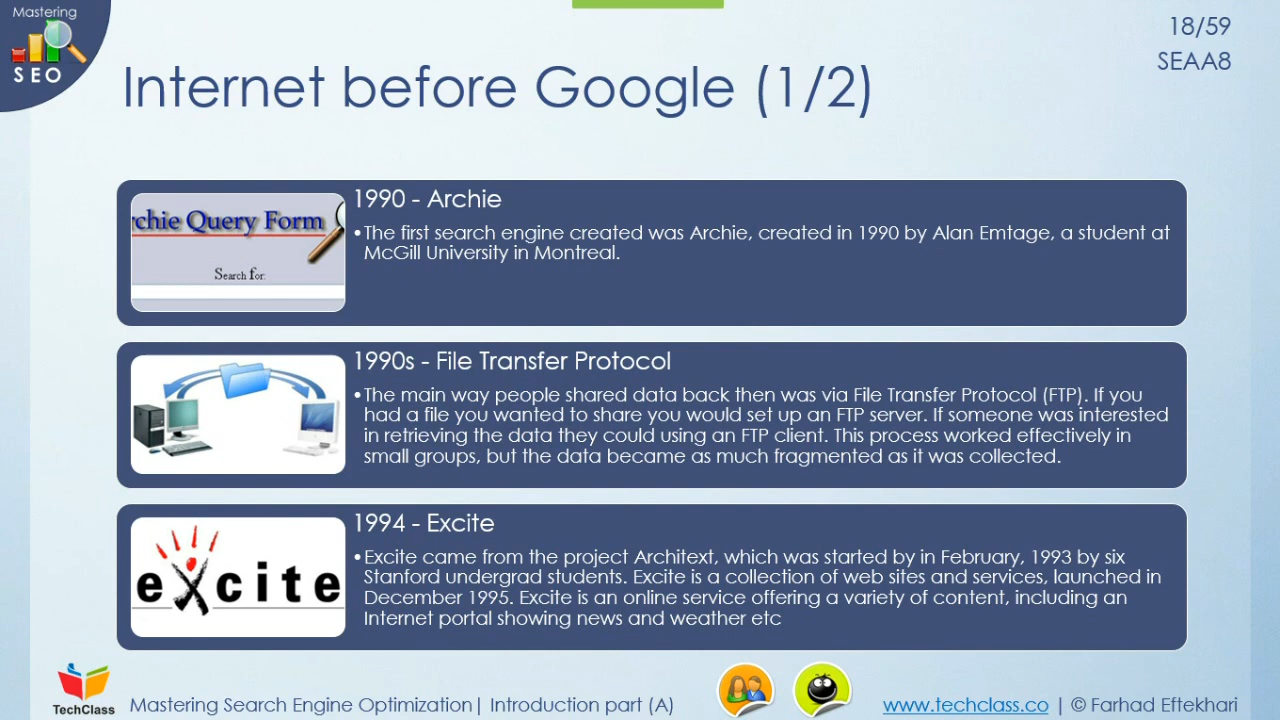 Mastering
SEO
18/59
SEAA8
Internet before Google (1/2)
chie Query Form
Search for:
1990 - Archie
•The first search engine created was Archie, created in 1990 by Alan Emtage, a student at
McGill University in Montreal.
1990s - File Transfer Protocol
•The main way people shared data back then was via File Transfer Protocol (FTP). If you
had a file you wanted to share you would set up an FTP server. If someone was interested
in retrieving the data they could using an FTP client. This process worked effectively in
small groups, but the data became as much fragmented as it was collected.
excite
1994 - Excite
•Excite came from the project Architext, which was started by in February, 1993 by six
Stanford undergrad students. Excite is a collection of web sites and services, launched in
December 1995. Excite is an online service offering a variety of content, including an
Internet portal showing news and weather etc
TechClass
Mastering Search Engine Optimization| Introduction part (A)
www.techclass.co | © Farhad Eftekhari